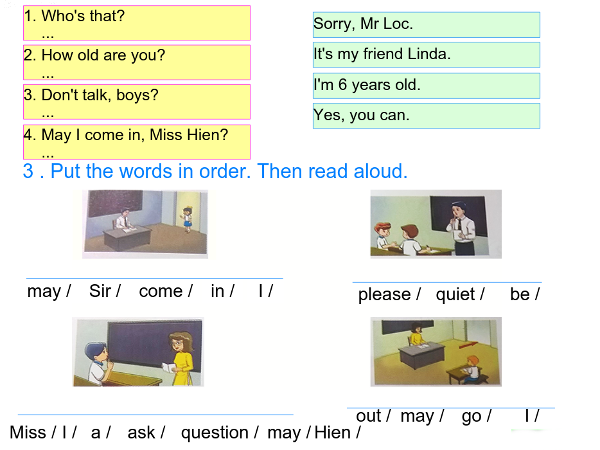 1. Who's that?
...
2. How old are you?
...
3. Don't talk, boys?
...
4. May I come in, Miss Hien?
...
Sorry, Mr Loc.
It's my friend Linda.
I'm 6 years old.
Yes, you can.
3 . Put the words in order. Then read aloud.
may / Sir / come / in / I /
please / quiet / be /
Miss / I / a / ask / question / may / Hien /
out / may / go / I /